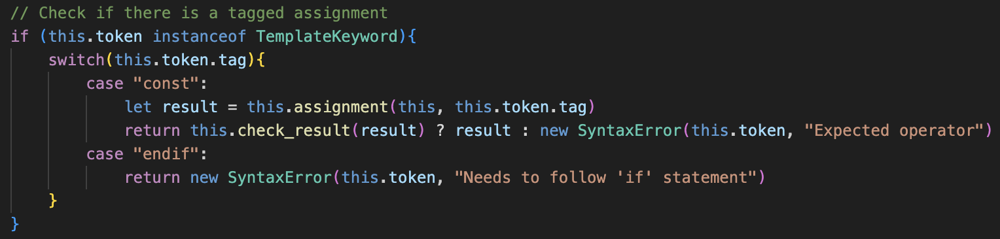 // Check if there is a tagged assignment
if (this.token instanceof TemplateKeyword){
switch(this.token.tag){
case "const":
let result = this.assignment(this, this.token.tag)
return this.check_result(result) ? result : new SyntaxError(this.token, "Expected operator")
case "endif":
return new SyntaxError(this.token, "Needs to follow 'if' statement")
}
}